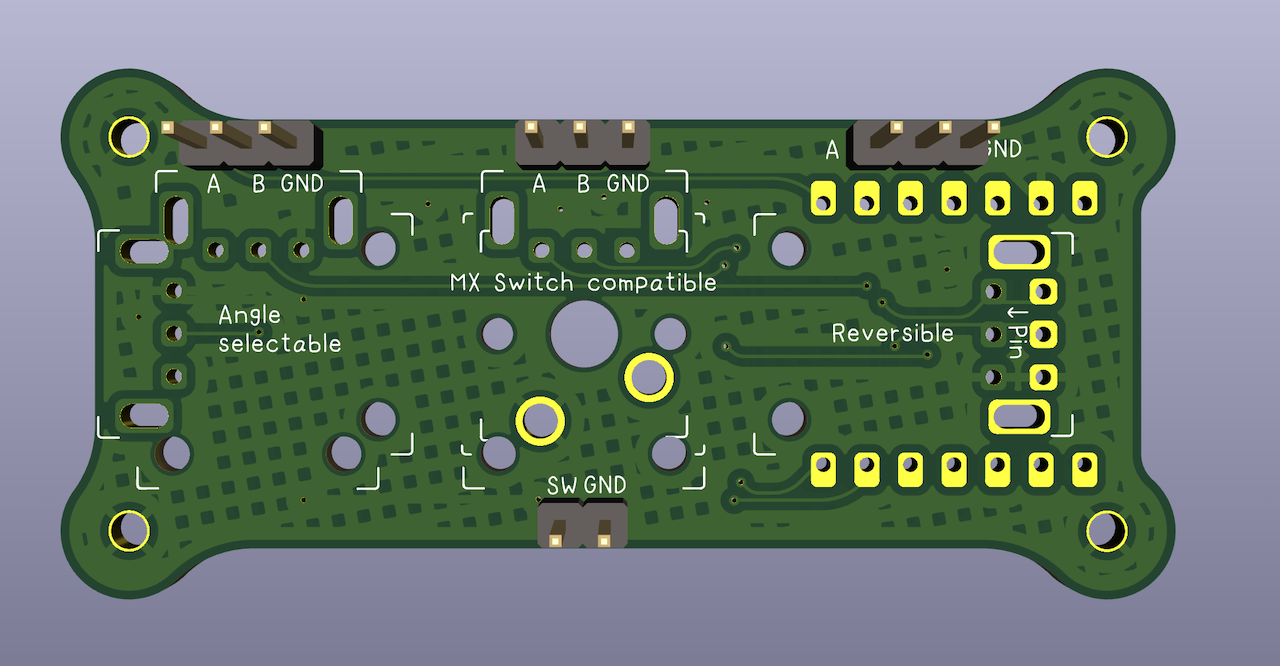 A
GND
A B GND
A B GND
MX Switch compatible
Angle
selectable
Reversible
←Pin
SW GND